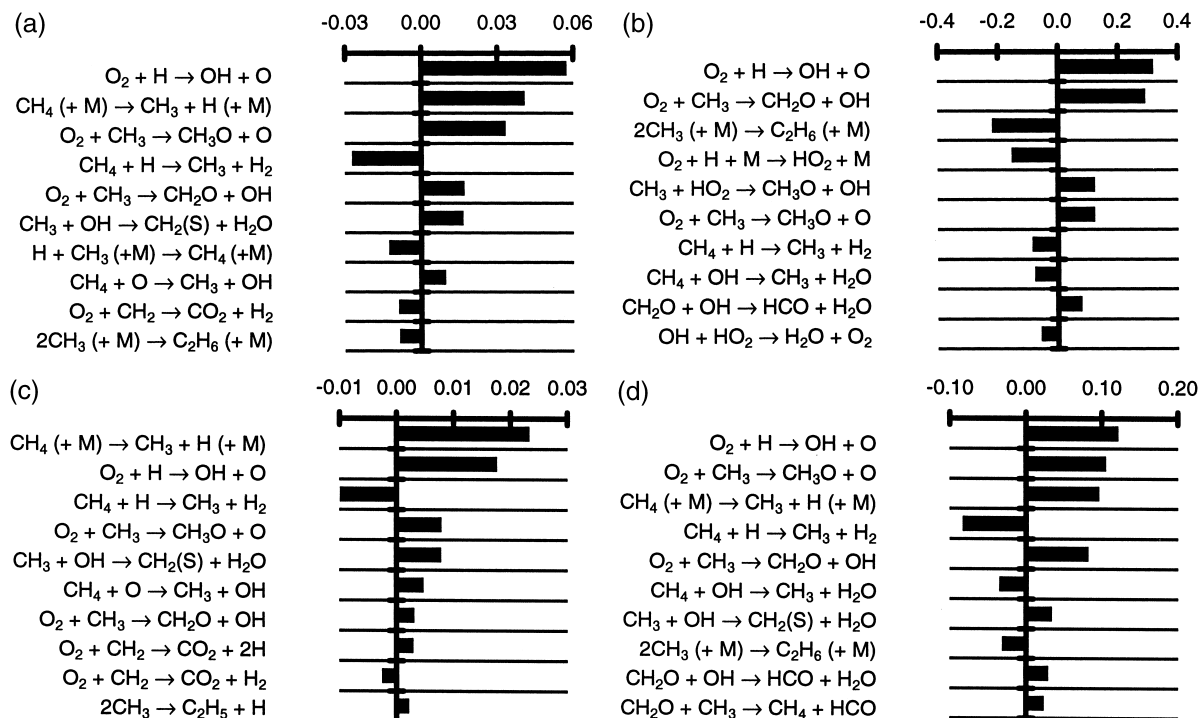 (a)
-0.03 0.00 0.03 0.06
O₂ + H → OH + O
CH₄ (+ M) → CH₃ + H (+ M)
O₂ + CH₃ → CH₃O + O
CH₄ + H → CH₃ + H₂
O₂ + CH₃ → CH₂O + OH
CH₃ + OH → CH₂(S) + H₂O
H + CH₃ (+M) → CH₄ (+M)
CH₄ + O → CH₃ + OH
O₂ + CH₂ → CO₂ + H₂
2CH₃ (+ M) → C₂H₆ (+ M)
(b)
-0.4 -0.2 0.0 0.2 0.4
O₂ + H → OH + O
O₂ + CH₃ → CH₂O + OH
2CH₃ (+ M) → C₂H₆ (+ M)
O₂ + H + M → HO₂ + M
CH₃ + HO₂ → CH₃O + OH
O₂ + CH₃ → CH₃O + O
CH₄ + H → CH₃ + H₂
CH₄ + OH → CH₃ + H₂O
CH₂O + OH → HCO + H₂O
OH + HO₂ → H₂O + O₂
(c)
-0.01 0.00 0.01 0.02 0.03
CH₄ (+ M) → CH₃ + H (+ M)
O₂ + H → OH + O
CH₄ + H → CH₃ + H₂
O₂ + CH₃ → CH₃O + O
CH₃ + OH → CH₂(S) + H₂O
CH₄ + O → CH₃ + OH
O₂ + CH₃ → CH₂O + OH
O₂ + CH₂ → CO₂ + 2H
O₂ + CH₂ → CO₂ + H₂
2CH₃ → C₂H₅ + H
(d)
-0.10 0.00 0.10 0.20
O₂ + H → OH + O
O₂ + CH₃ → CH₃O + O
CH₄ (+ M) → CH₃ + H (+ M)
CH₄ + H → CH₃ + H₂
O₂ + CH₃ → CH₂O + OH
CH₄ + OH → CH₃ + H₂O
CH₃ + OH → CH₂(S) + H₂O
2CH₃ (+ M) → C₂H₆ (+ M)
CH₂O + OH → HCO + H₂O
CH₂O + CH₃ → CH₄ + HCO